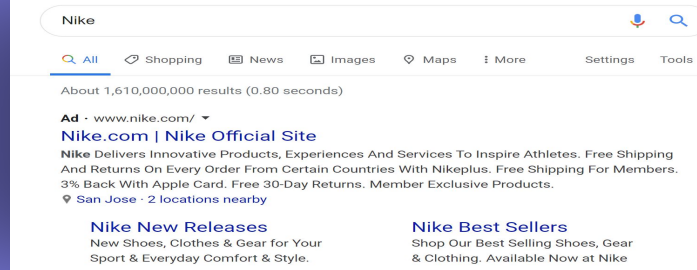 Nike
All Shopping News Images Maps More Settings Tools
About 1,610,000,000 results (0.80 seconds)
Ad · www.nike.com/
Nike.com | Nike Official Site
Nike Delivers Innovative Products, Experiences And Services To Inspire Athletes. Free Shipping
And Returns On Every Order From Certain Countries With Nikeplus. Free Shipping For Members.
3% Back With Apple Card. Free 30-Day Returns. Member Exclusive Products.
San Jose · 2 locations nearby
Nike New Releases
New Shoes, Clothes & Gear for Your
Sport & Everyday Comfort & Style.
Nike Best Sellers
Shop Our Best Selling Shoes, Gear
& Clothing. Available Now at Nike